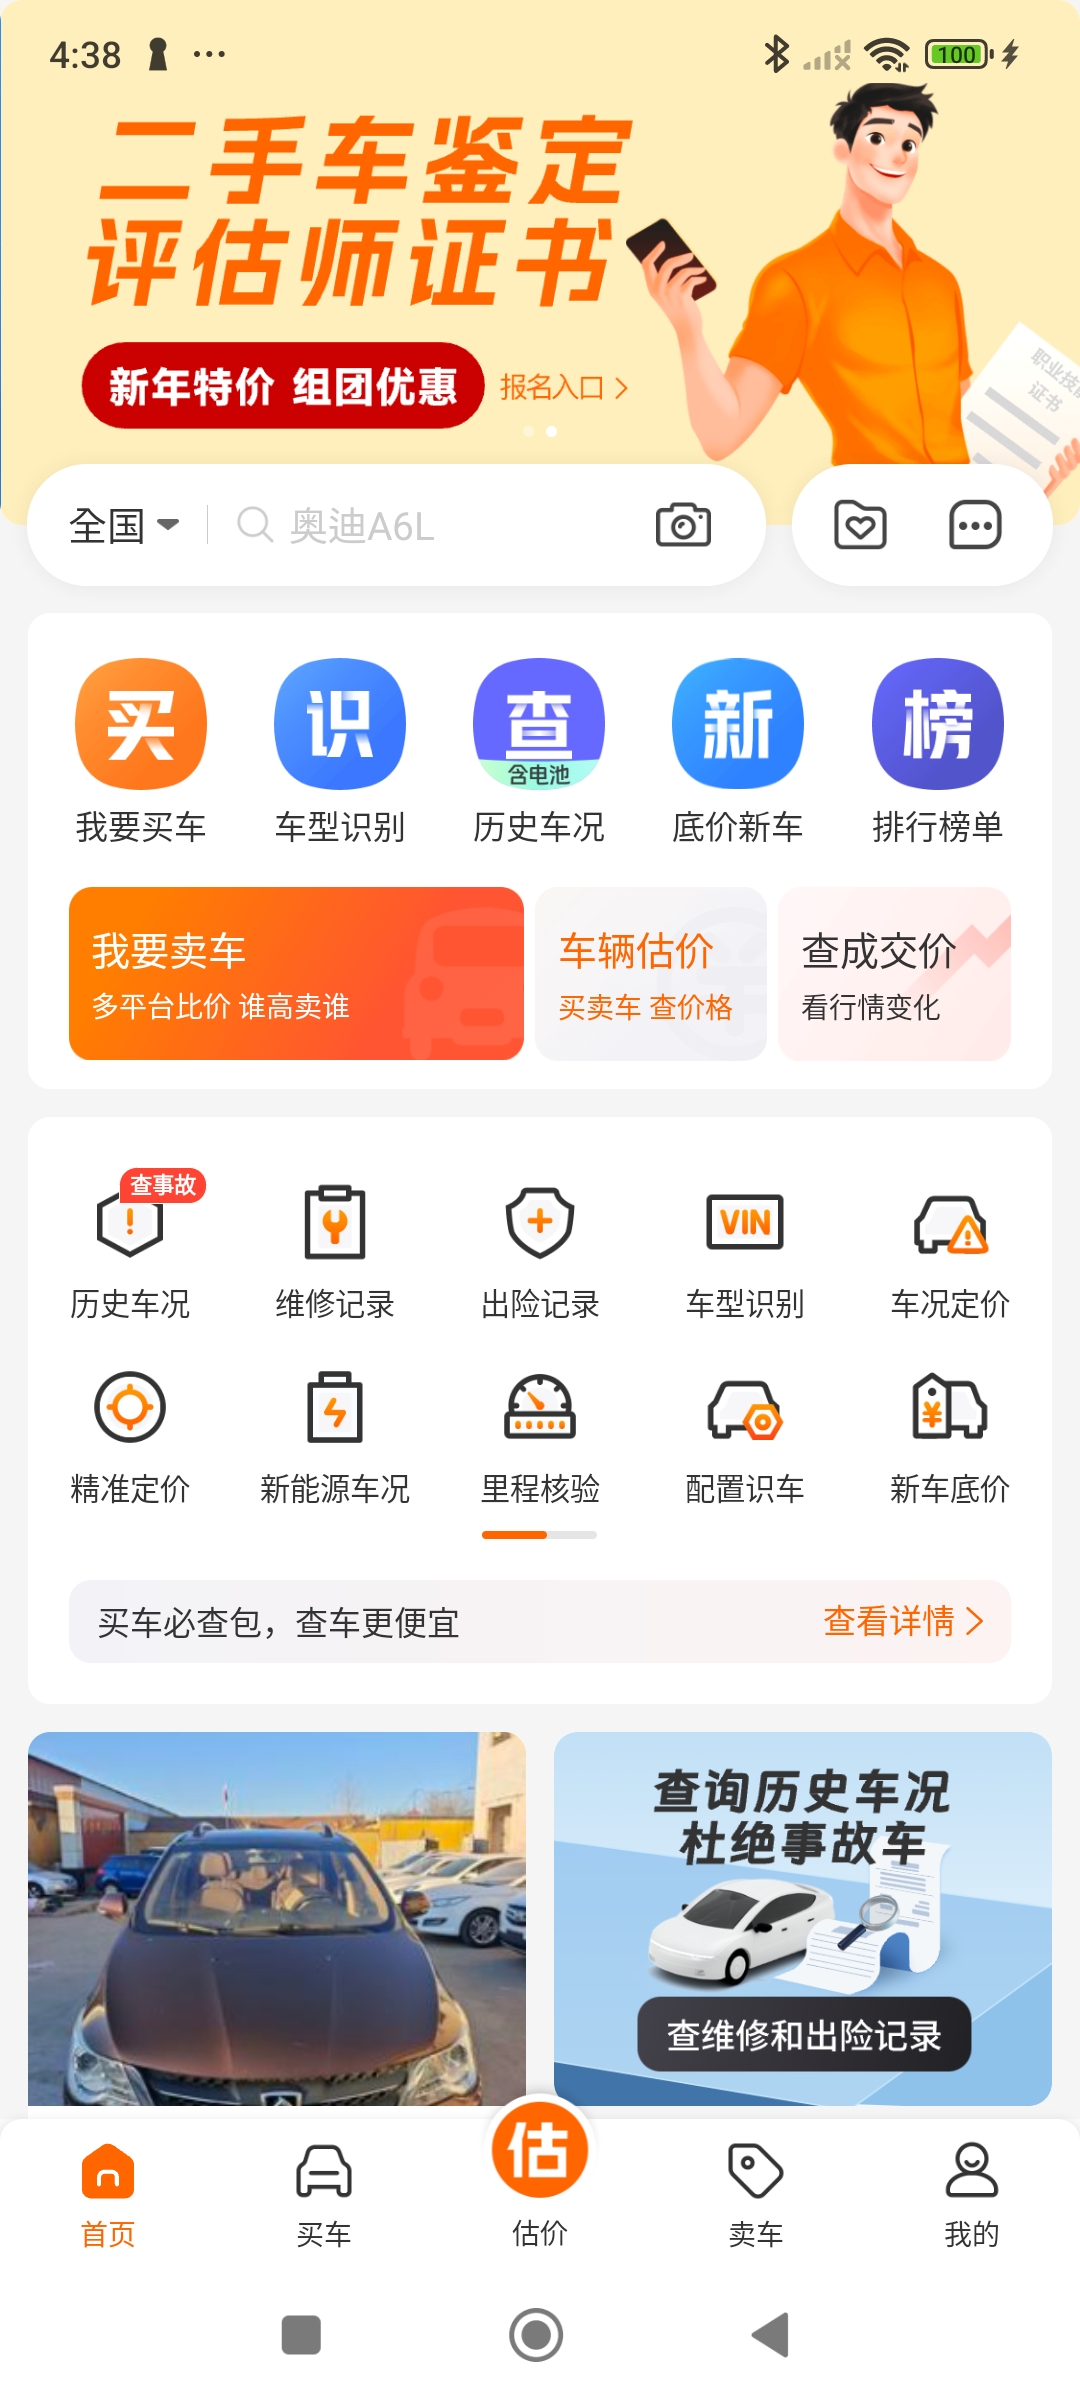 4:38
100
二手车鉴定
评估师证书
新年特价 组团优惠
报名入口
职业技能
证书
全国
奥迪A6L
买
识
查
含电池
新
榜
我要买车
车型识别
历史车况
底价新车
排行榜单
我要卖车
多平台比价 谁高卖谁
车辆估价
买卖车 查价格
查成交价
看行情变化
查事故
VIN
历史车况
维修记录
出险记录
车型识别
车况定价
精准定价
新能源车况
里程核验
配置识车
新车底价
买车必查包，查车更便宜
查看详情
查询历史车况
杜绝事故车
查维修和出险记录
首页
买车
估
估价
卖车
我的